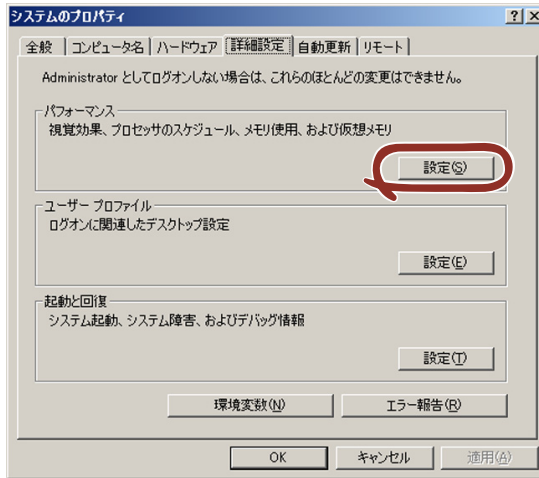 システムのプロパティ
全般 コンピュータ名 ハードウェア 詳細設定 自動更新 リモート
Administrator としてログオンしない場合は、これらのほとんどの変更はできません。
パフォーマンス
視覚効果、プロセッサのスケジュール、メモリ使用、および仮想メモリ
設定(S)
ユーザー プロファイル
ログオンに関連したデスクトップ設定
設定(E)
起動と回復
システム起動、システム障害、およびデバッグ情報
設定(T)
環境変数(N) エラー報告(R)
OK キャンセル 適用(A)